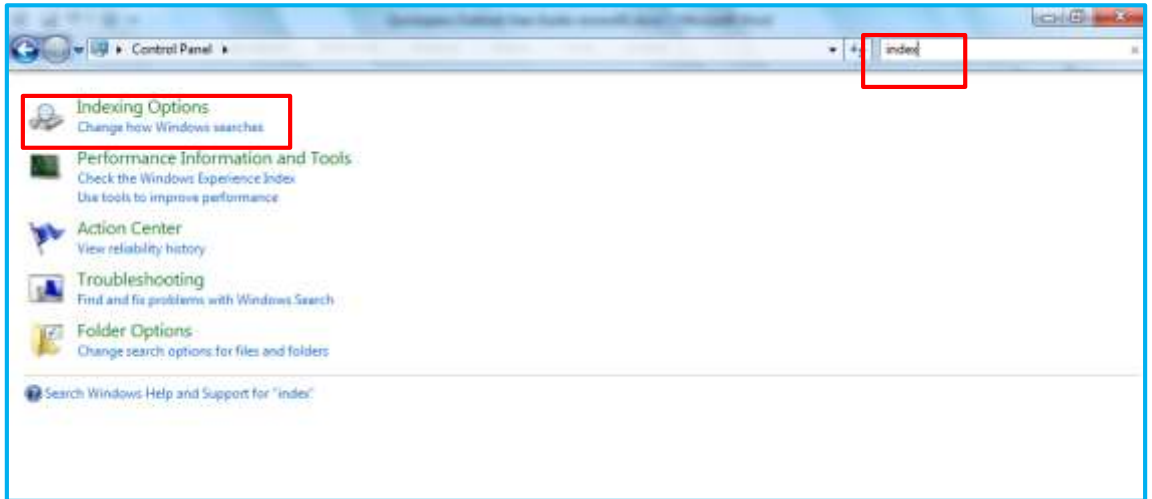 Control Panel
index
Indexing Options
Change how Windows searches
Performance Information and Tools
Check the Windows Experience Index
Use tools to improve performance
Action Center
View reliability history
Troubleshooting
Find and fix problems with Windows Search
Folder Options
Change search options for files and folders
Search Windows Help and Support for "index"